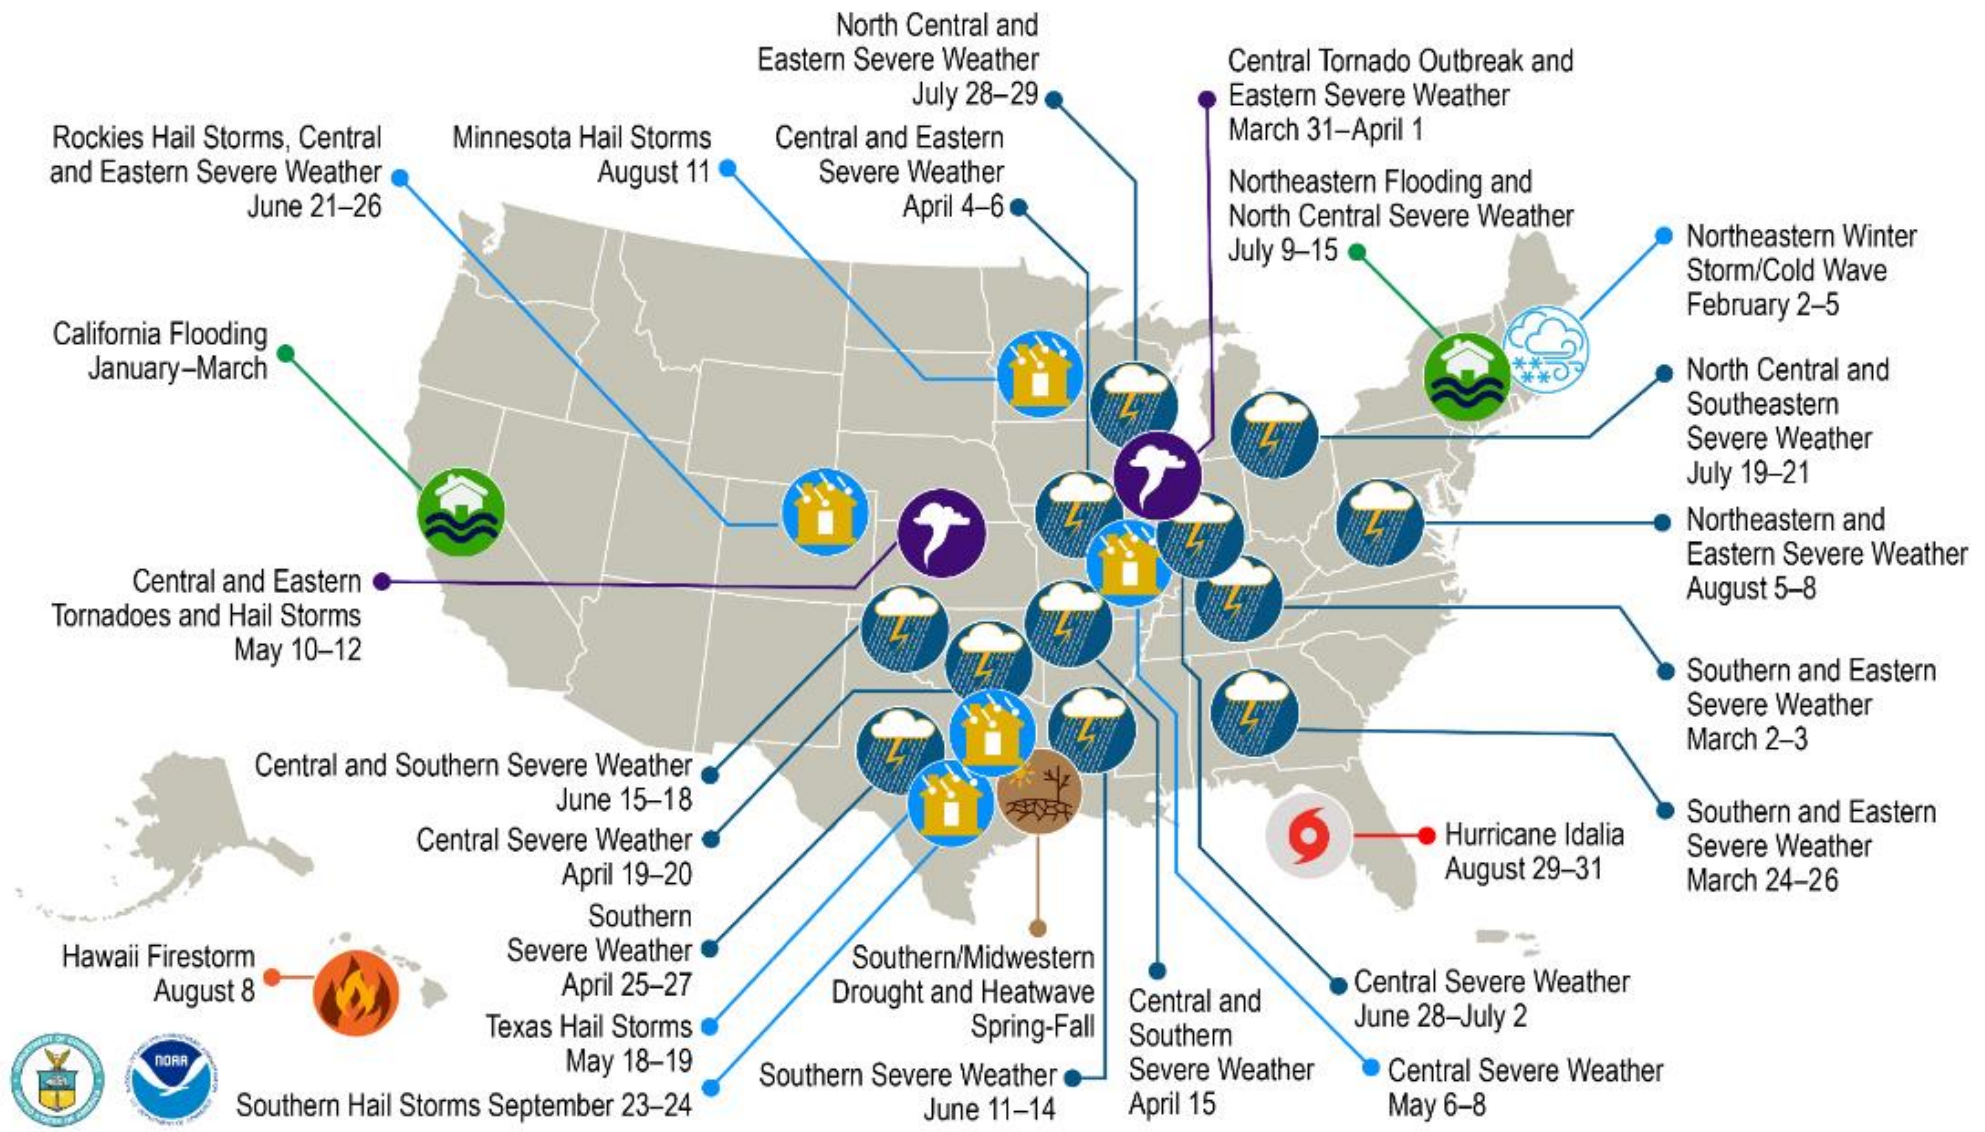 North Central and
Eastern Severe Weather
July 28–29
Central Tornado Outbreak and
Eastern Severe Weather
March 31–April 1
Rockies Hail Storms, Central
and Eastern Severe Weather
June 21–26
Minnesota Hail Storms
August 11
Central and Eastern
Severe Weather
April 4–6
Northeastern Flooding and
North Central Severe Weather
July 9–15
Northeastern Winter
Storm/Cold Wave
February 2–5
California Flooding
January–March
North Central and
Southeastern
Severe Weather
July 19–21
Northeastern and
Eastern Severe Weather
August 5–8
Central and Eastern
Tornadoes and Hail Storms
May 10–12
Southern and Eastern
Severe Weather
March 2–3
Central and Southern Severe Weather
June 15–18
Southern and Eastern
Severe Weather
March 24–26
Central Severe Weather
April 19–20
Hurricane Idalia
August 29–31
Southern
Severe Weather
April 25–27
Hawaii Firestorm
August 8
Southern/Midwestern
Drought and Heatwave
Spring-Fall
Central and
Southern
Severe Weather
April 15
Central Severe Weather
June 28–July 2
Texas Hail Storms
May 18–19
Southern Severe Weather
June 11–14
Central Severe Weather
May 6–8
Southern Hail Storms September 23–24
NOAA